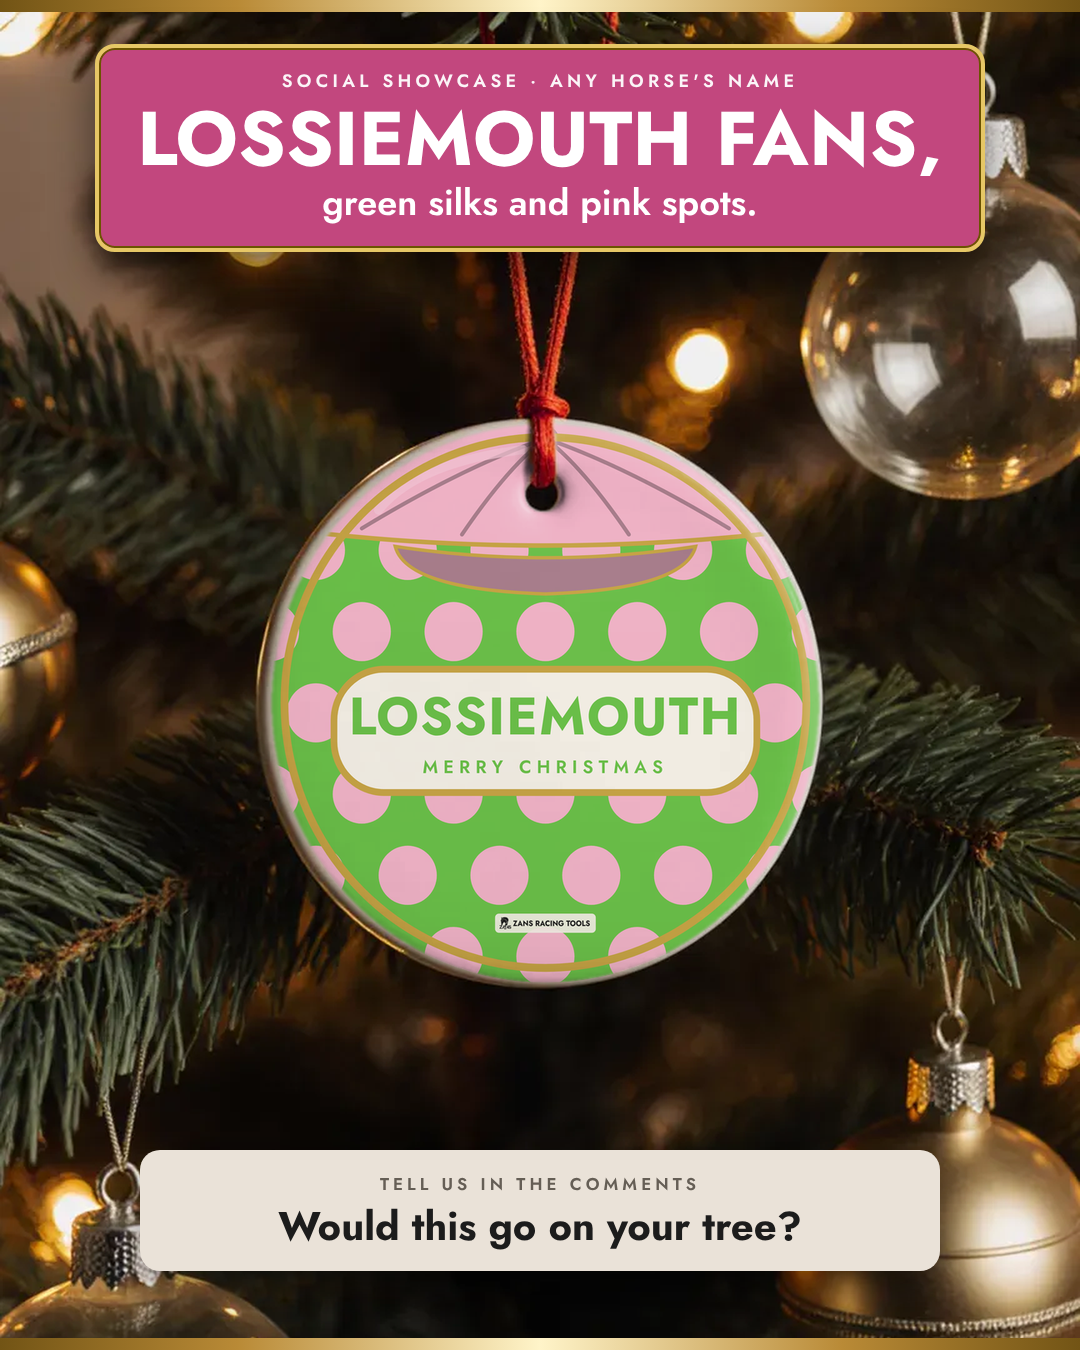 SOCIAL SHOWCASE · ANY HORSE'S NAME
LOSSIEMOUTH FANS,
green silks and pink spots.
LOSSIEMOUTH
MERRY CHRISTMAS
ZANS RACING TOOLS
TELL US IN THE COMMENTS
Would this go on your tree?